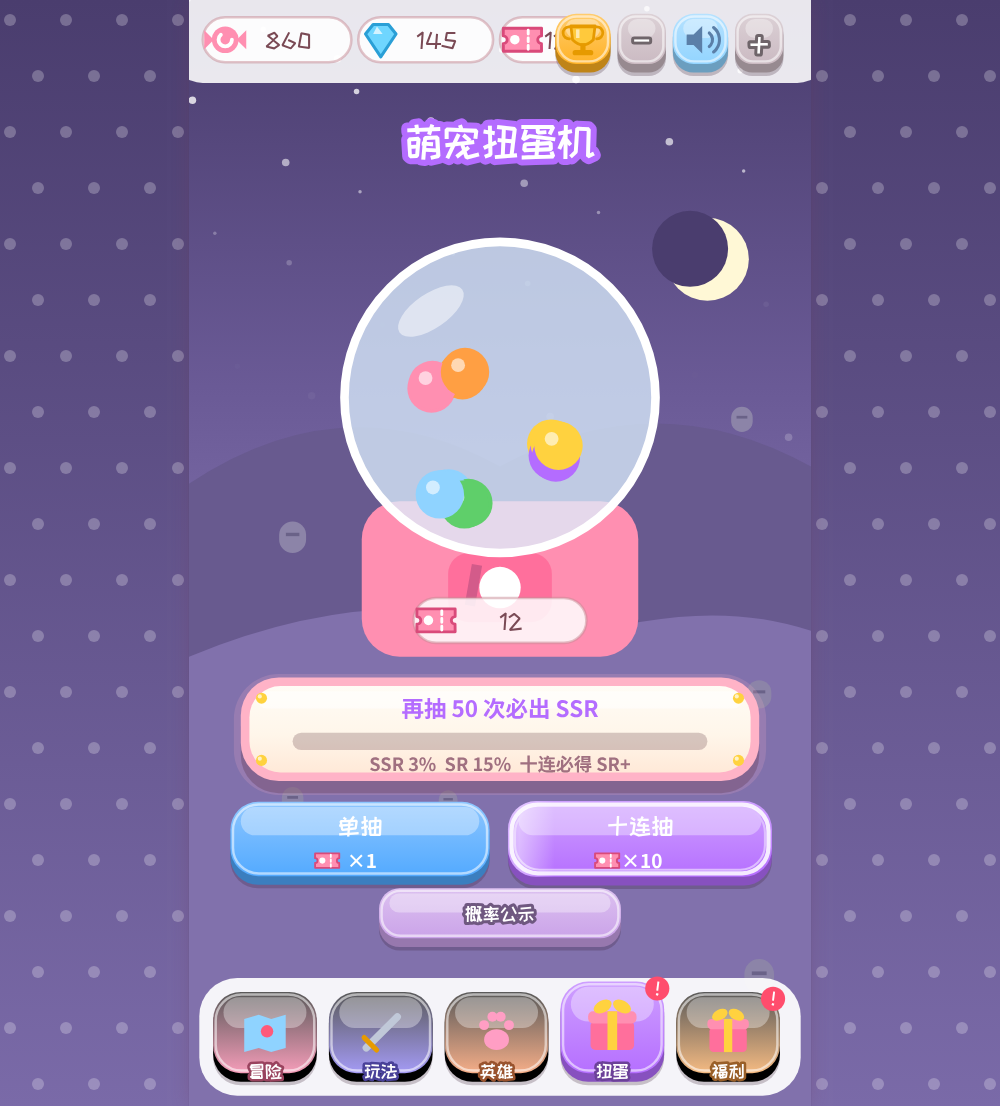 860 145
萌宠扭蛋机
12
再抽 50 次必出 SSR
SSR 3% SR 15% 十连必得 SR+
单抽 十连抽
×1 ×10
概率公示
冒险 玩法 英雄 扭蛋 福利